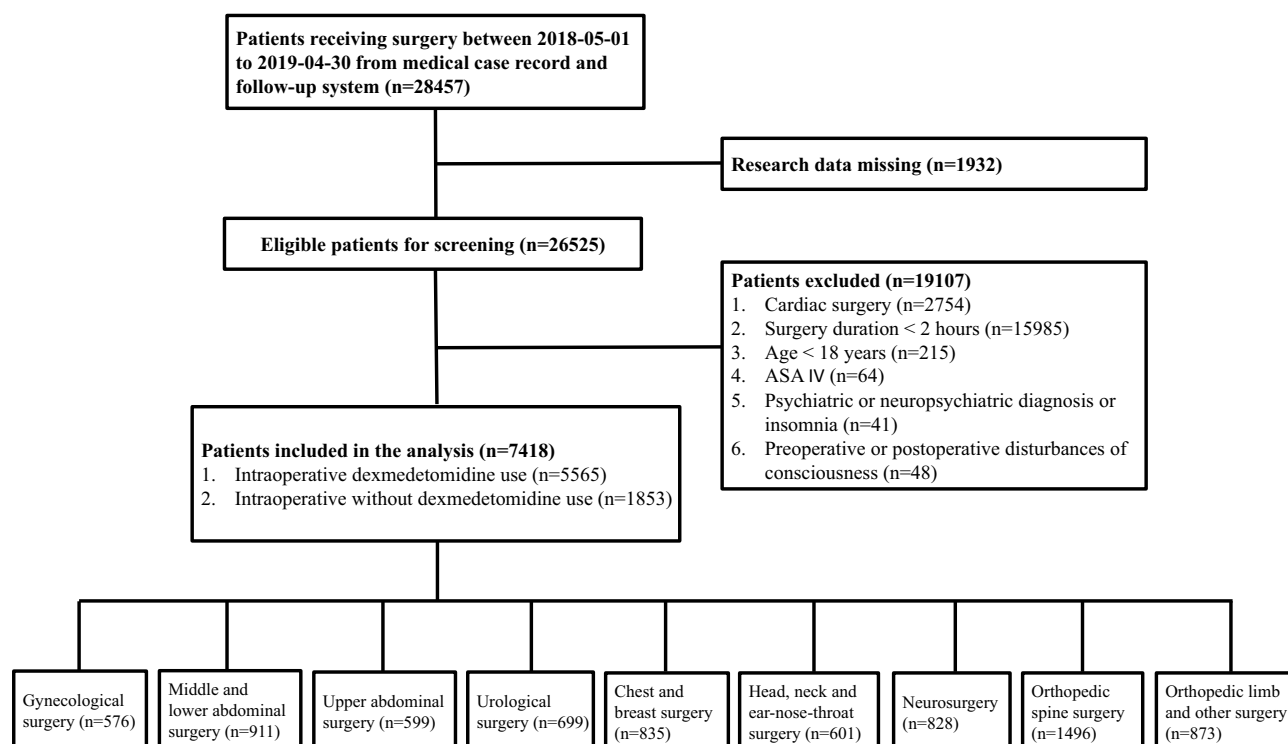 Patients receiving surgery between 2018-05-01
to 2019-04-30 from medical case record and
follow-up system (n=28457)
Research data missing (n=1932)
Eligible patients for screening (n=26525)
Patients excluded (n=19107)
1. Cardiac surgery (n=2754)
2. Surgery duration < 2 hours (n=15985)
3. Age < 18 years (n=215)
4. ASA IV (n=64)
5. Psychiatric or neuropsychiatric diagnosis or
insomnia (n=41)
6. Preoperative or postoperative disturbances of
consciousness (n=48)
Patients included in the analysis (n=7418)
1. Intraoperative dexmedetomidine use (n=5565)
2. Intraoperative without dexmedetomidine use (n=1853)
Gynecological
surgery (n=576)
Middle and
lower abdominal
surgery (n=911)
Upper abdominal
surgery (n=599)
Urological
surgery (n=699)
Chest and
breast surgery
(n=835)
Head, neck and
ear-nose-throat
surgery (n=601)
Neurosurgery
(n=828)
Orthopedic
spine surgery
(n=1496)
Orthopedic limb
and other surgery
(n=873)